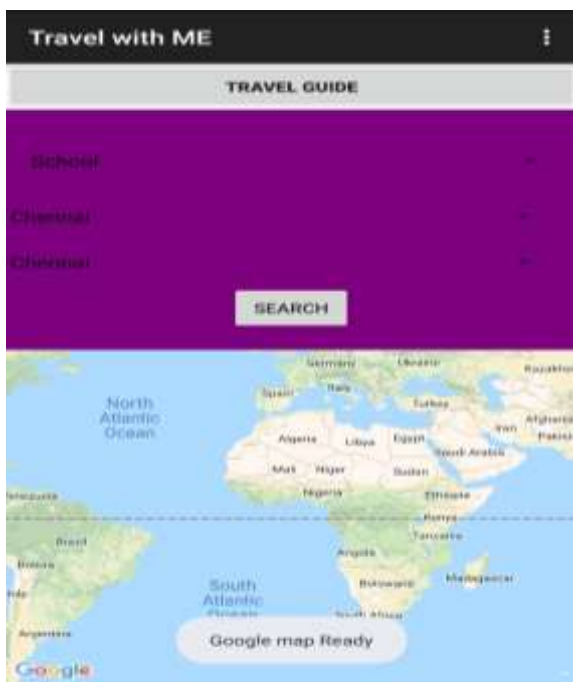 Travel with ME
TRAVEL GUIDE
School
Chennai
Chennai
SEARCH
Germany Ukraine
Kazakhstan
Spain Italy
Turkey
North
Atlantic
Ocean
Iran
Algeria Libya Egypt
Saudi Arabia
Mali Niger Sudan
Nigeria Ethiopia
Kenya
Brazil
Tanzania
Bolivia
Angola
South
Atlantic
Ocean
Botswana Madagascar
South Africa
Argentina
Google map Ready
Google